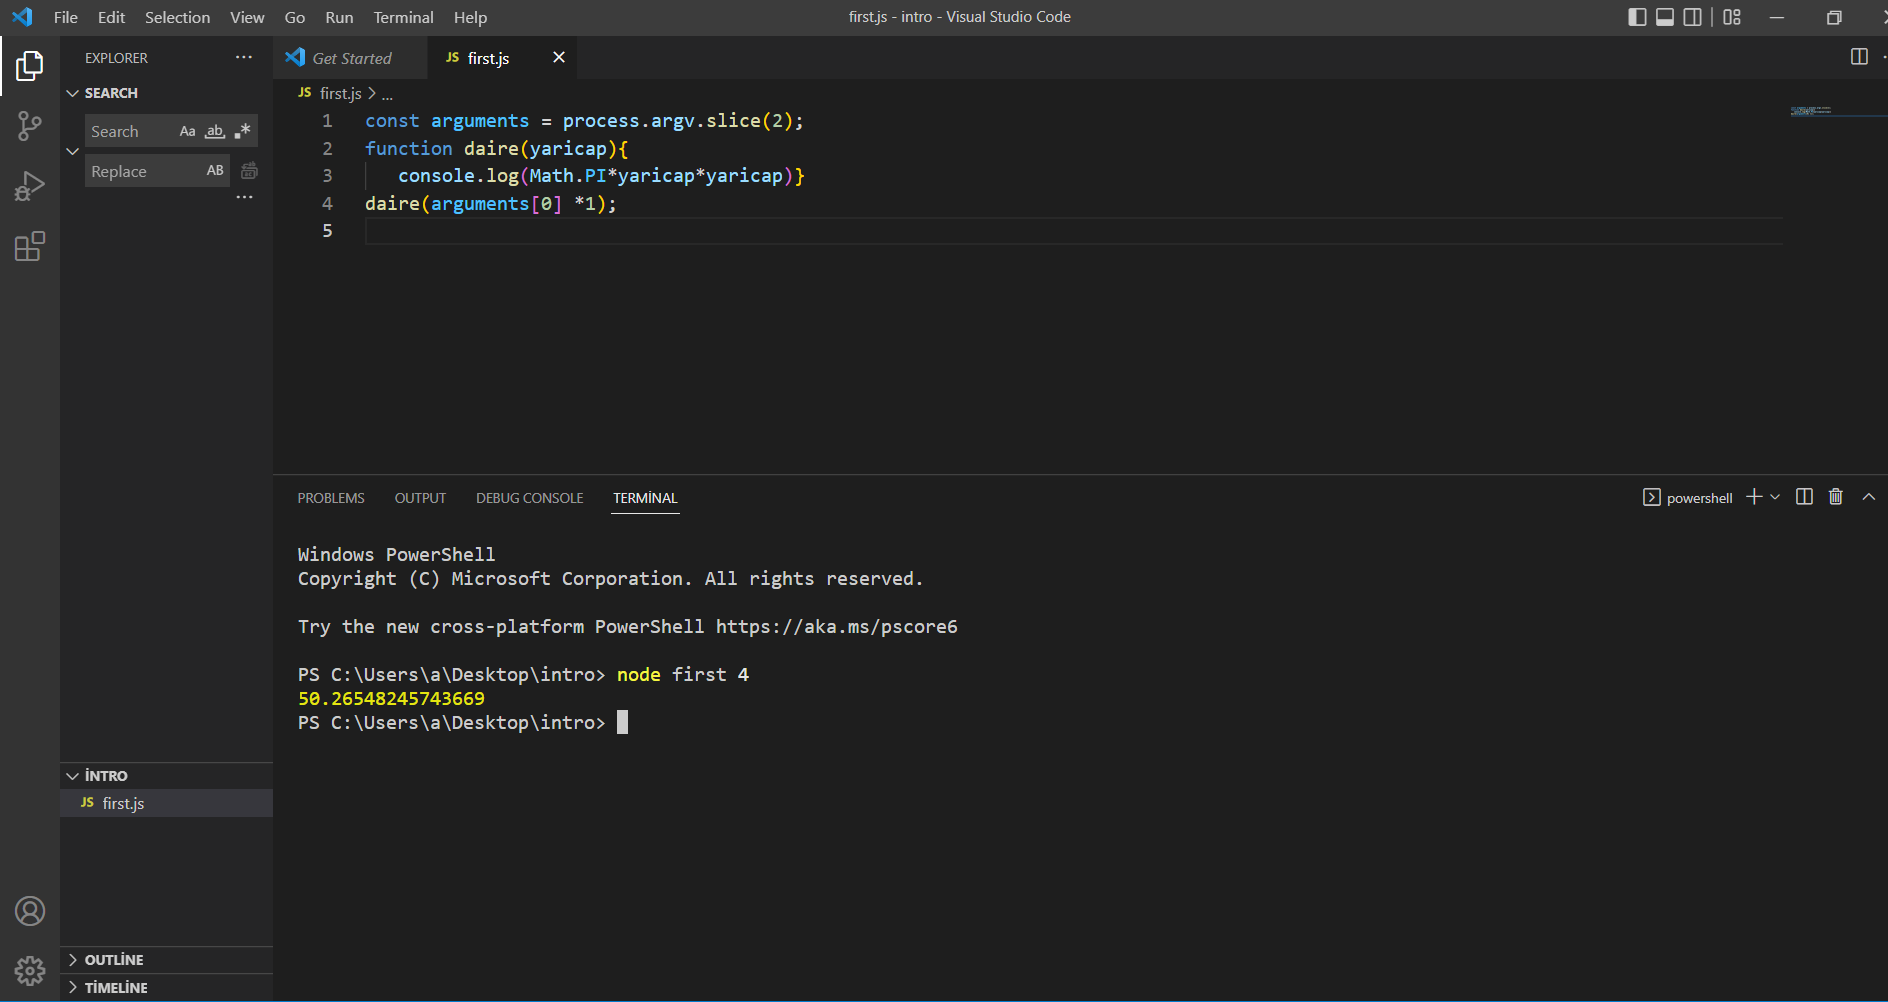 File Edit Selection View Go Run Terminal Help
first.js - intro - Visual Studio Code
EXPLORER
SEARCH
Search Aa ab
Replace AB
İNTRO
JS first.js
OUTLİNE
TİMELİNE
Get Started
JS first.js
JS first.js > ...
1 const arguments = process.argv.slice(2);
2 function daire(yaricap){
3 console.log(Math.PI*yaricap*yaricap)}
4 daire(arguments[0] *1);
5
PROBLEMS OUTPUT DEBUG CONSOLE TERMİNAL
powershell
Windows PowerShell
Copyright (C) Microsoft Corporation. All rights reserved.
Try the new cross-platform PowerShell https://aka.ms/pscore6
PS C:\Users\a\Desktop\intro> node first 4
50.26548245743669
PS C:\Users\a\Desktop\intro>